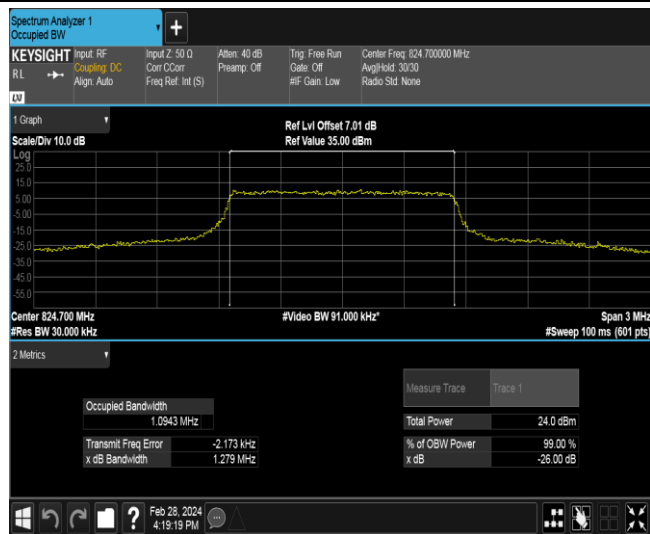 Spectrum Analyzer 1
Occupied BW
+
KEYSIGHT
RL
LXI
Input: RF
Coupling: DC
Align: Auto
Input Z: 50 Ω
Corr CCorr
Freq Ref: Int (S)
Atten: 40 dB
Preamp: Off
Trig: Free Run
Gate: Off
#IF Gain: Low
Center Freq: 824.700000 MHz
Avg|Hold: 30/30
Radio Std: None
1 Graph
Scale/Div 10.0 dB
Ref Lvl Offset 7.01 dB
Ref Value 35.00 dBm
Log
25.0
15.0
5.00
-5.00
-15.0
-25.0
-35.0
-45.0
-55.0
Center 824.700 MHz
#Video BW 91.000 kHz*
Span 3 MHz
#Res BW 30.000 kHz
#Sweep 100 ms (601 pts)
2 Metrics
Measure Trace Trace 1
Occupied Bandwidth
1.0943 MHz
Total Power 24.0 dBm
Transmit Freq Error -2.173 kHz
% of OBW Power 99.00 %
x dB Bandwidth 1.279 MHz
x dB -26.00 dB
?
Feb 28, 2024
4:19:19 PM